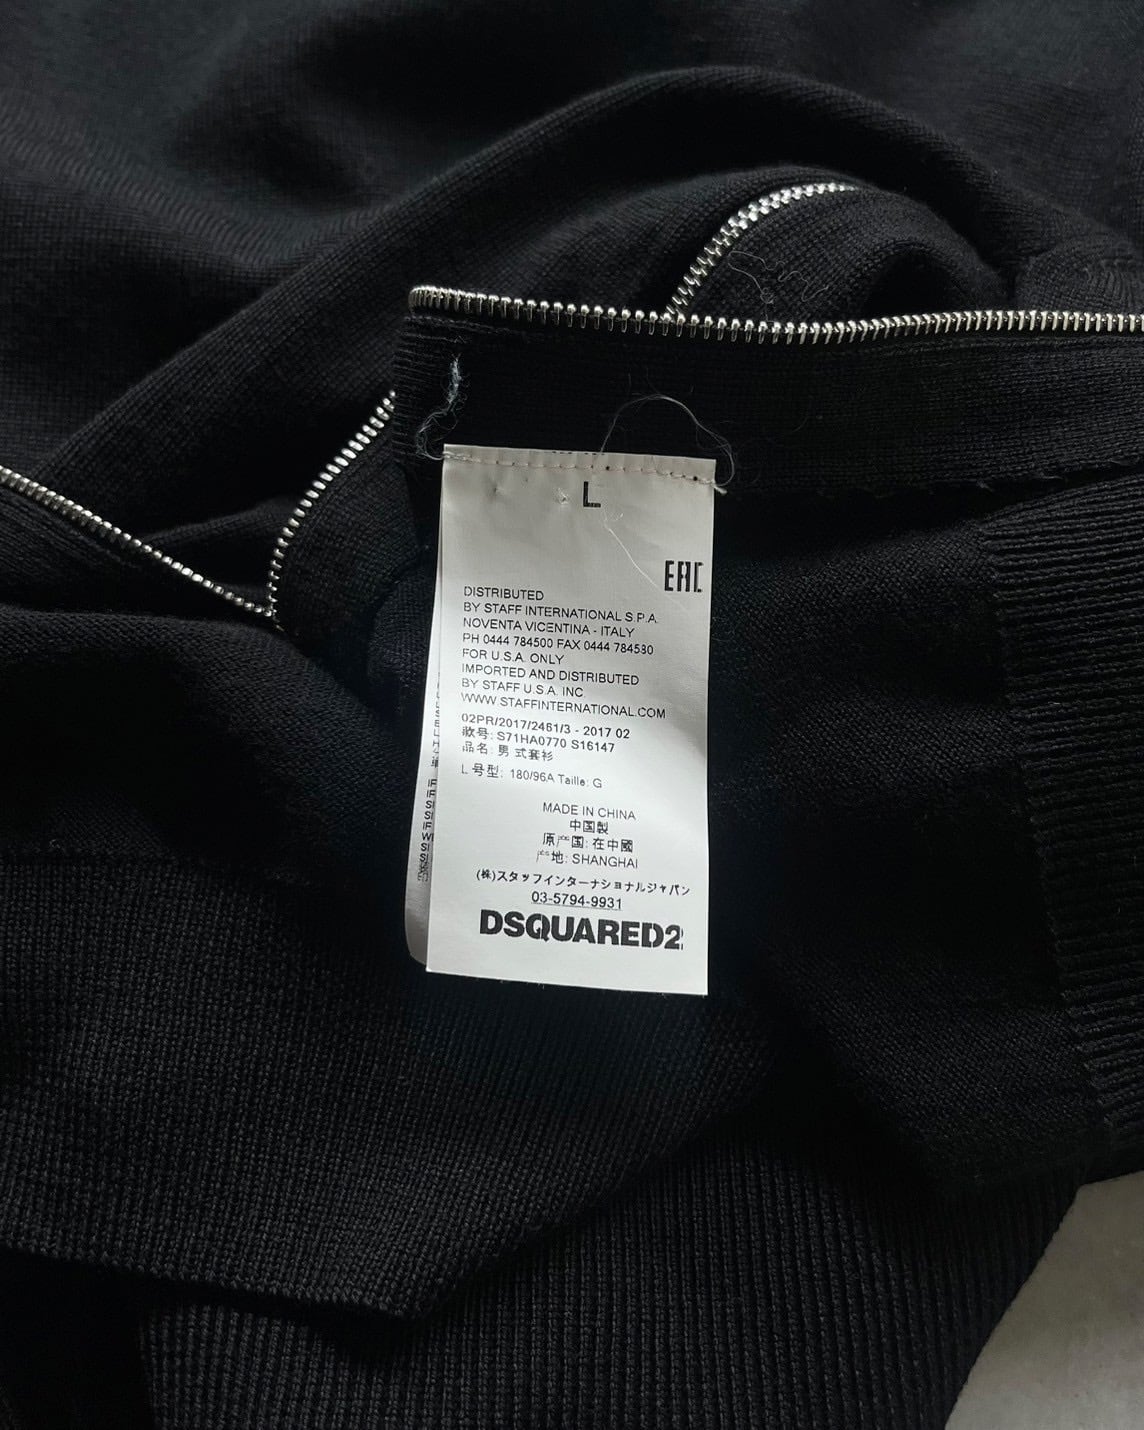 L
EAC
DISTRIBUTED
BY STAFF INTERNATIONAL S.P.A.
NOVENTA VICENTINA - ITALY
PH 0444 784500 FAX 0444 784530
FOR U.S.A. ONLY
IMPORTED AND DISTRIBUTED
BY STAFF U.S.A. INC
WWW.STAFFINTERNATIONAL.COM
02PR/2017/2461/3 - 2017 02
款号: S71HA0770 S16147
品名: 男式套衫
L 号型: 180/96A Taille: G
MADE IN CHINA
中国製
原产国: 在中國
产地: SHANGHAI
(株)スタッフインターナショナルジャパン
03-5794-9931
DSQUARED2